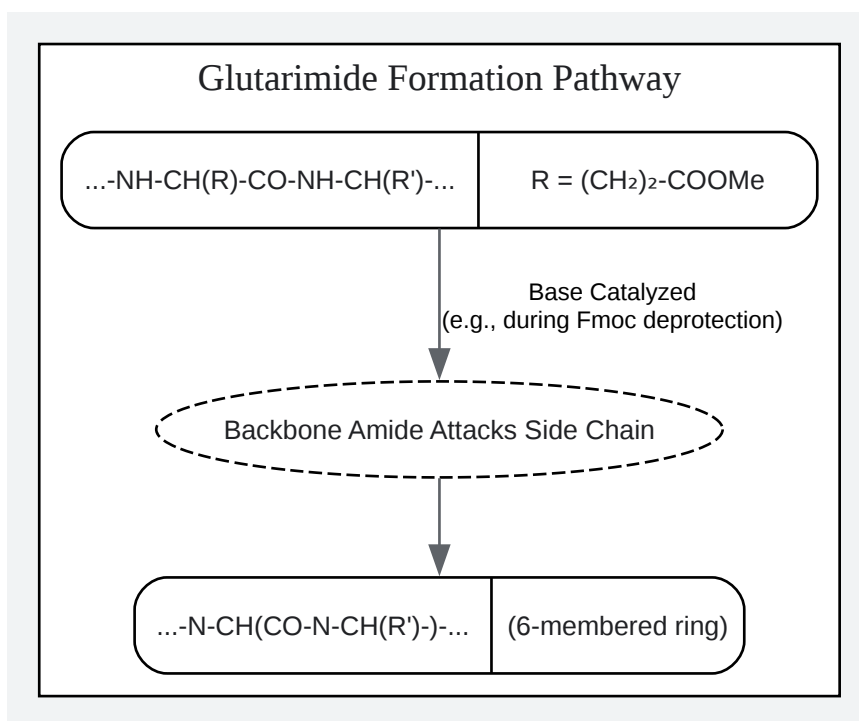 Glutarimide Formation Pathway
...-NH-CH(R)-CO-NH-CH(R')-...
R = (CH₂)₂-COOMe
Base Catalyzed
(e.g., during Fmoc deprotection)
Backbone Amide Attacks Side Chain
...-N-CH(CO-N-CH(R')-)-...
(6-membered ring)